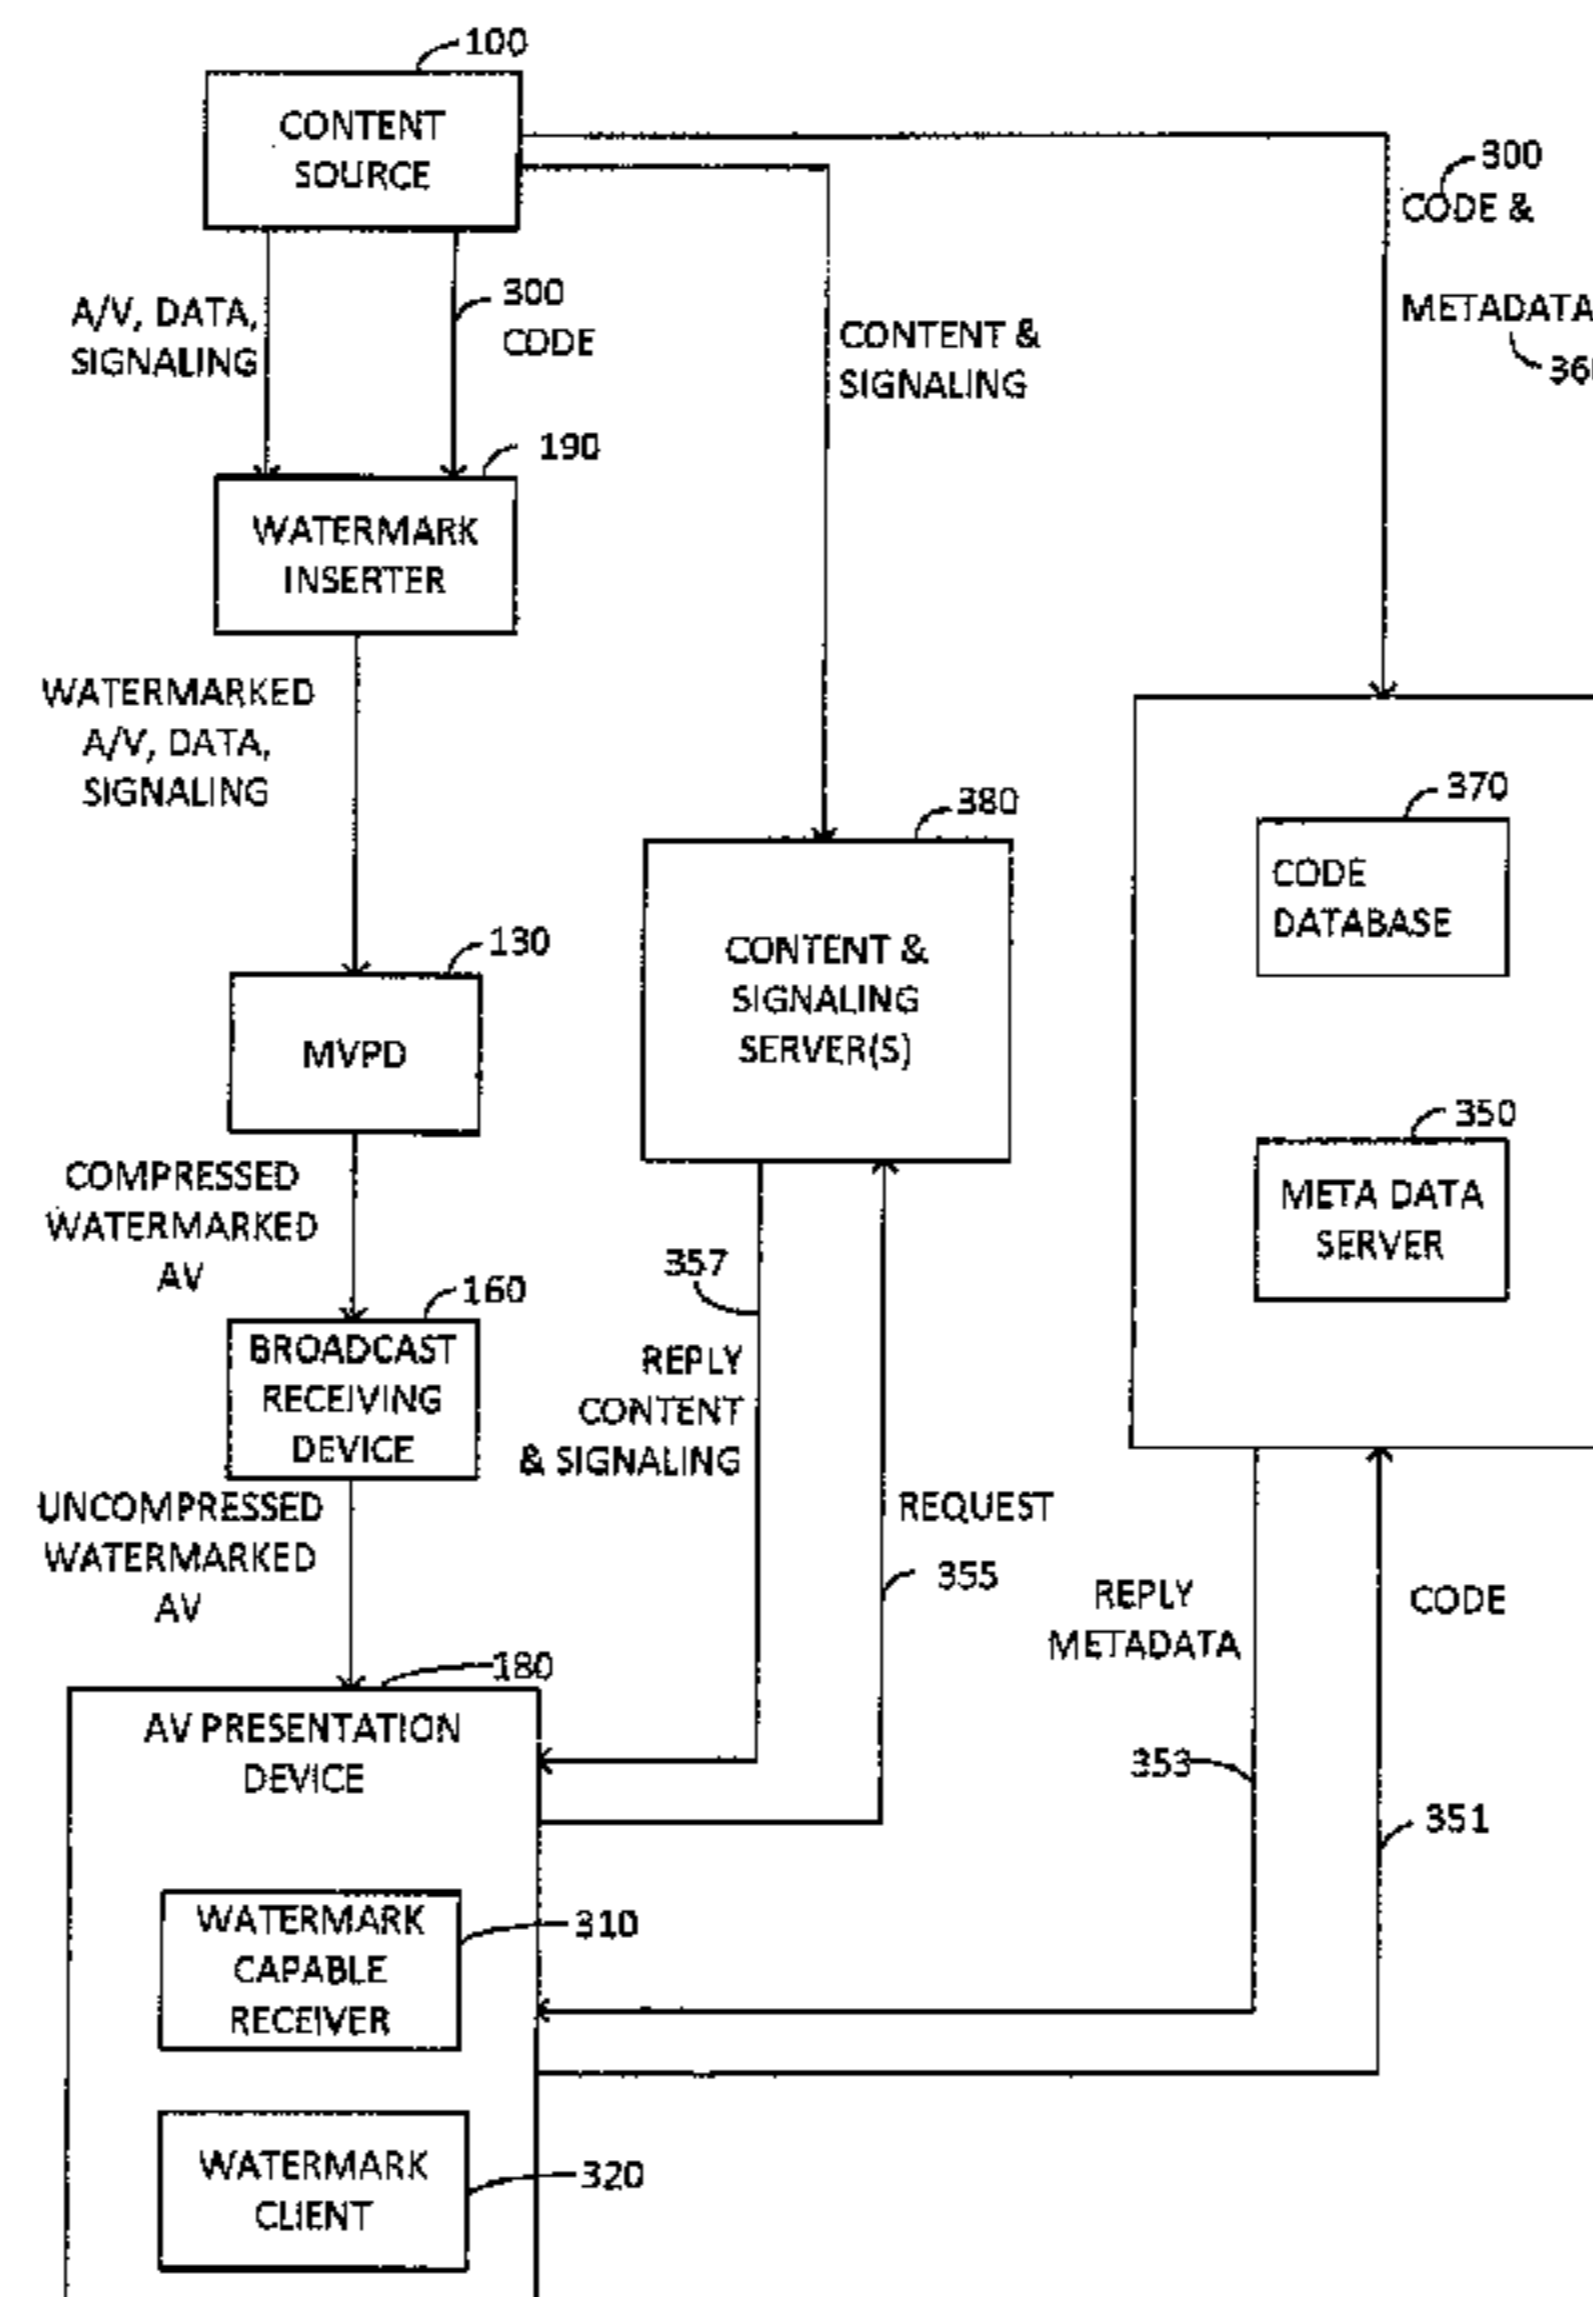 100
CONTENT
SOURCE
300
CODE &
METADATA
A/V, DATA,
SIGNALING
300
CODE
CONTENT &
SIGNALING
190
WATERMARK
INSERTER
WATERMARKED
A/V, DATA,
SIGNALING
380
CONTENT &
SIGNALING
SERVER(S)
370
CODE
DATABASE
130
MVPD
350
META DATA
SERVER
COMPRESSED
WATERMARKED
AV
160
BROADCAST
RECEIVING
DEVICE
357
REPLY
CONTENT
& SIGNALING
REQUEST
355
UNCOMPRESSED
WATERMARKED
AV
REPLY
METADATA
CODE
353
351
180
AV PRESENTATION
DEVICE
WATERMARK
CAPABLE
RECEIVER
310
WATERMARK
CLIENT
320